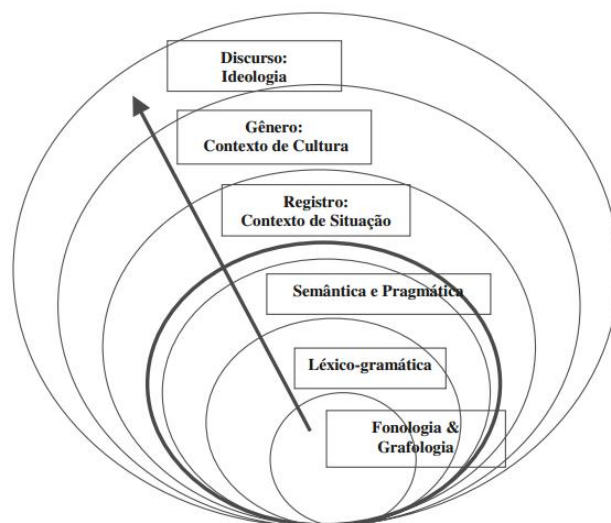 Discurso:
Ideologia
Gênero:
Contexto de Cultura
Registro:
Contexto de Situação
Semântica e Pragmática
Léxico-gramática
Fonologia &
Grafologia